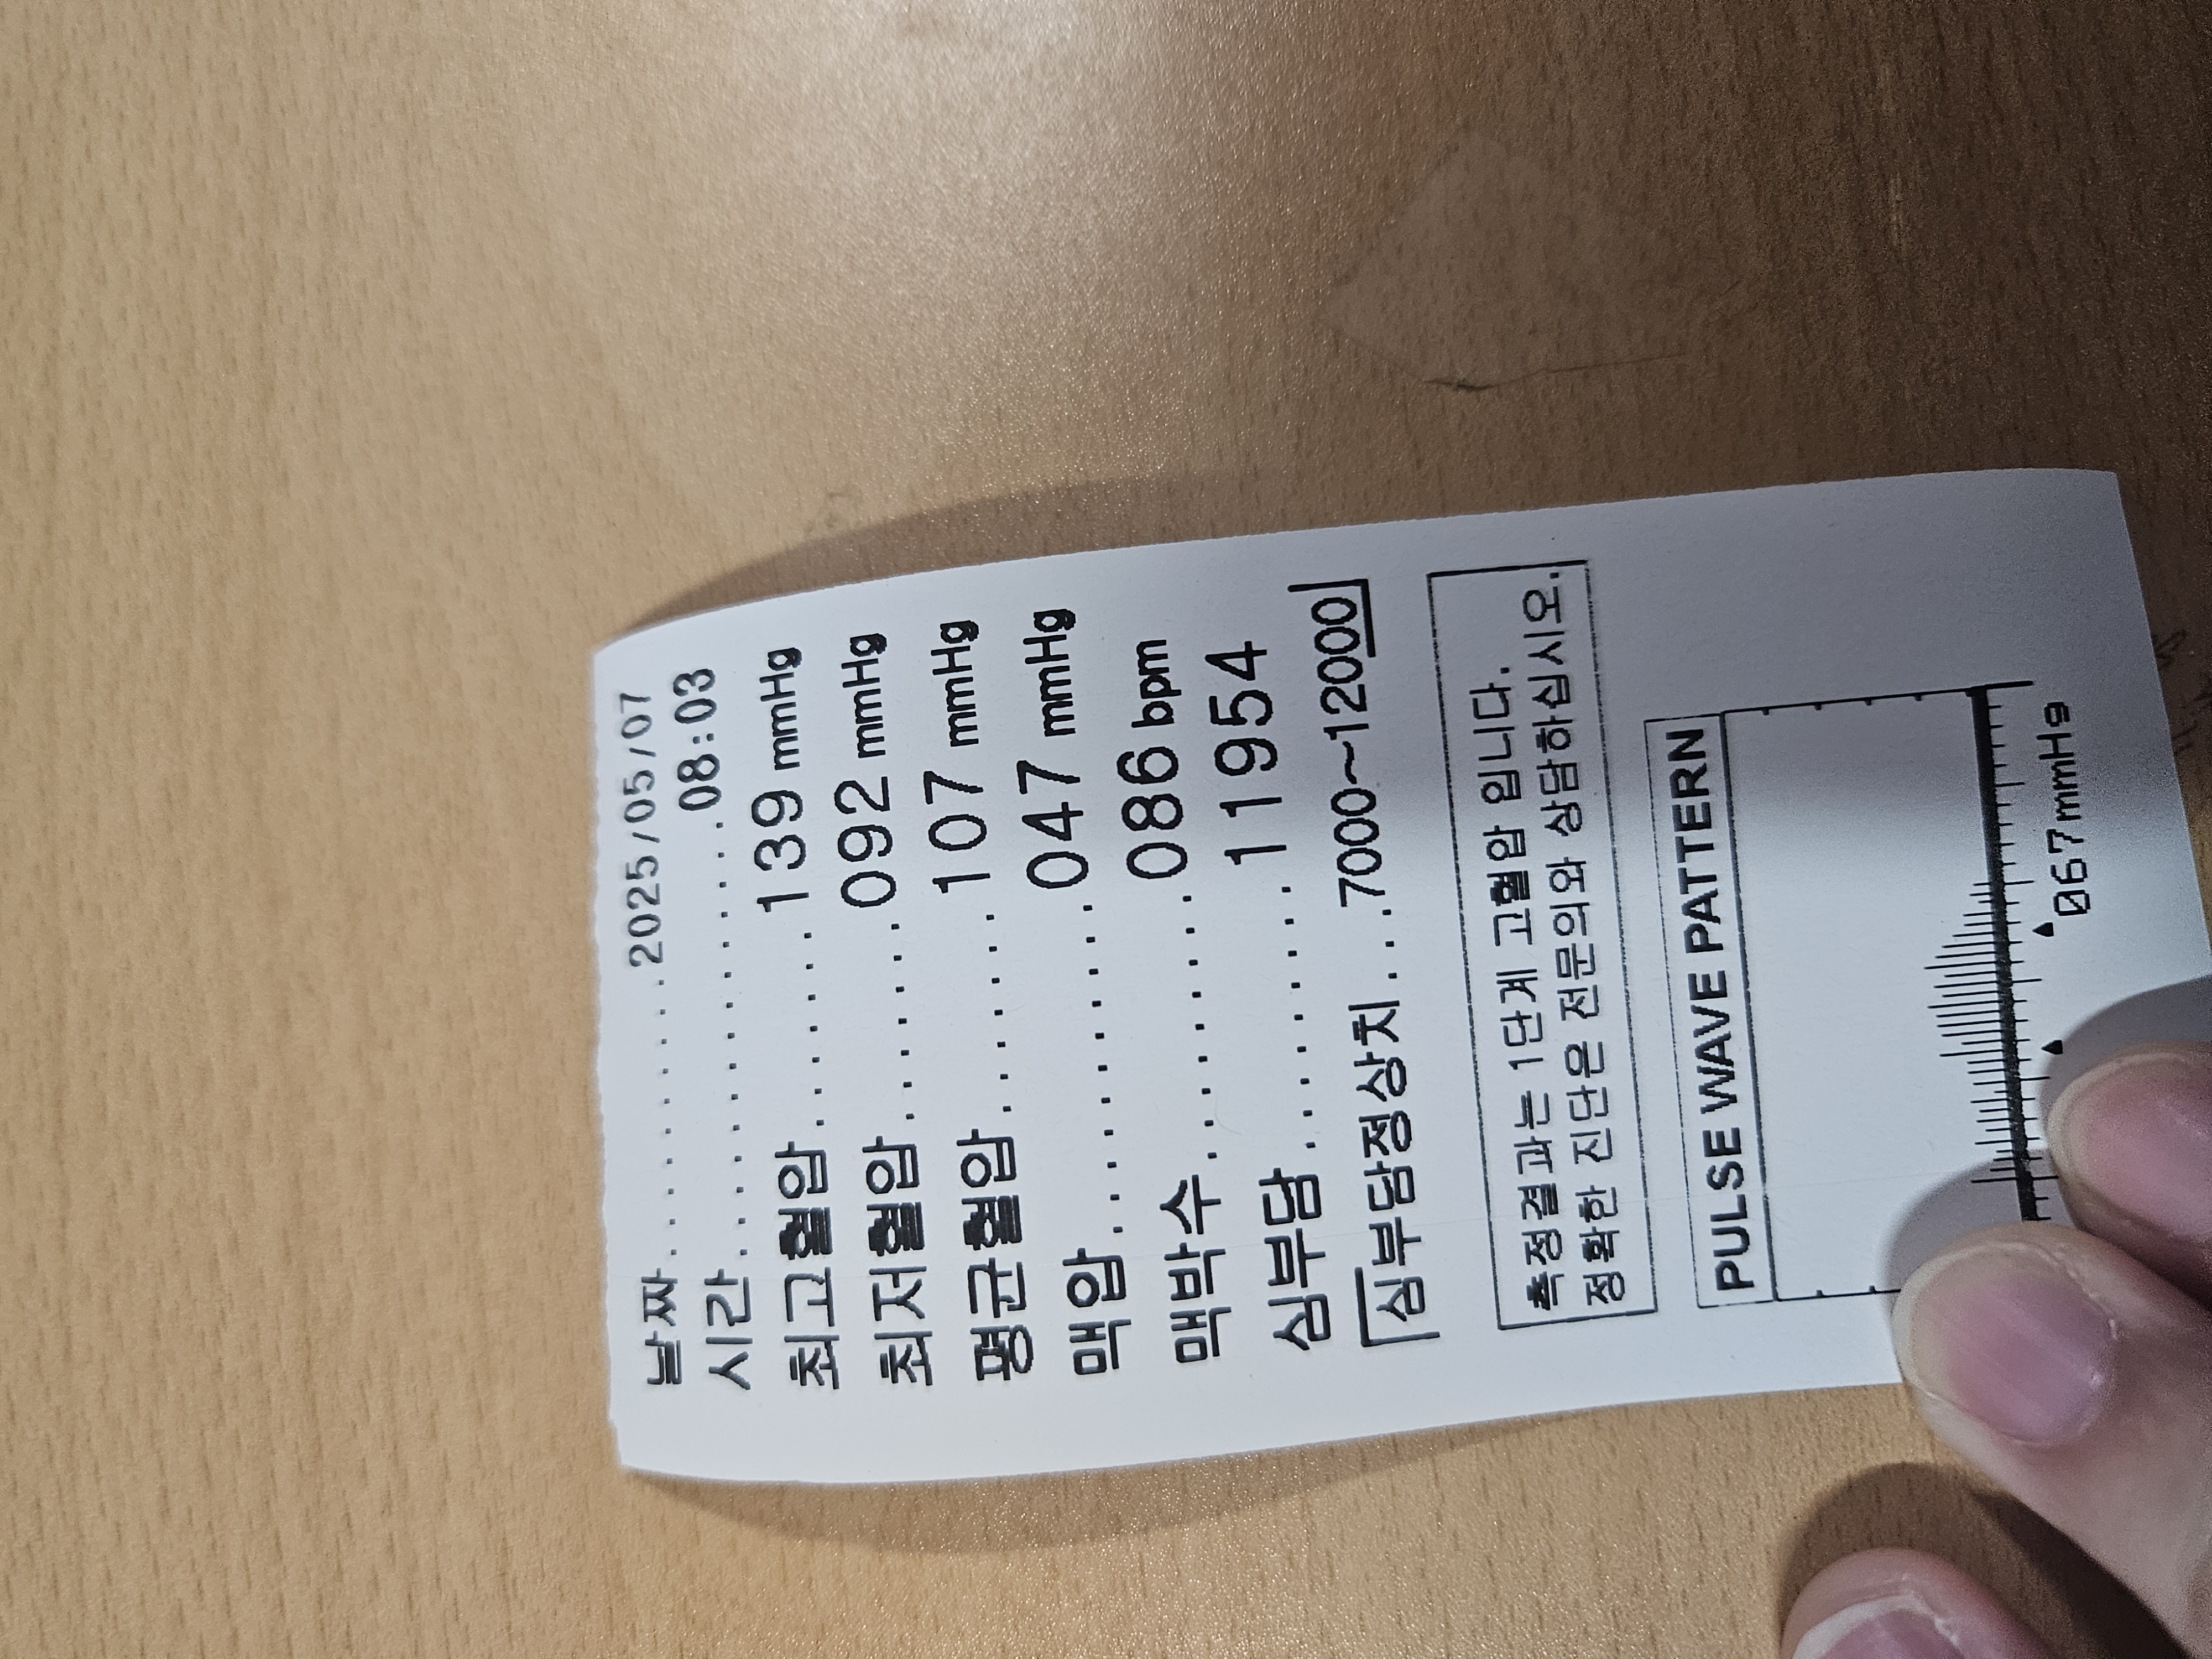 날짜..............2025/05/07
시간....................08:03
최고혈압........139 mmHg
최저혈압........092 mmHg
평균혈압........107 mmHg
맥압..............047 mmHg
맥박수...........086 bpm
심부담...........11954
심부담정상치...7000~12000
측정결과는 1단계 고혈압 입니다.
정확한 진단은 전문의와 상담하십시오.
PULSE WAVE PATTERN
067mmHg